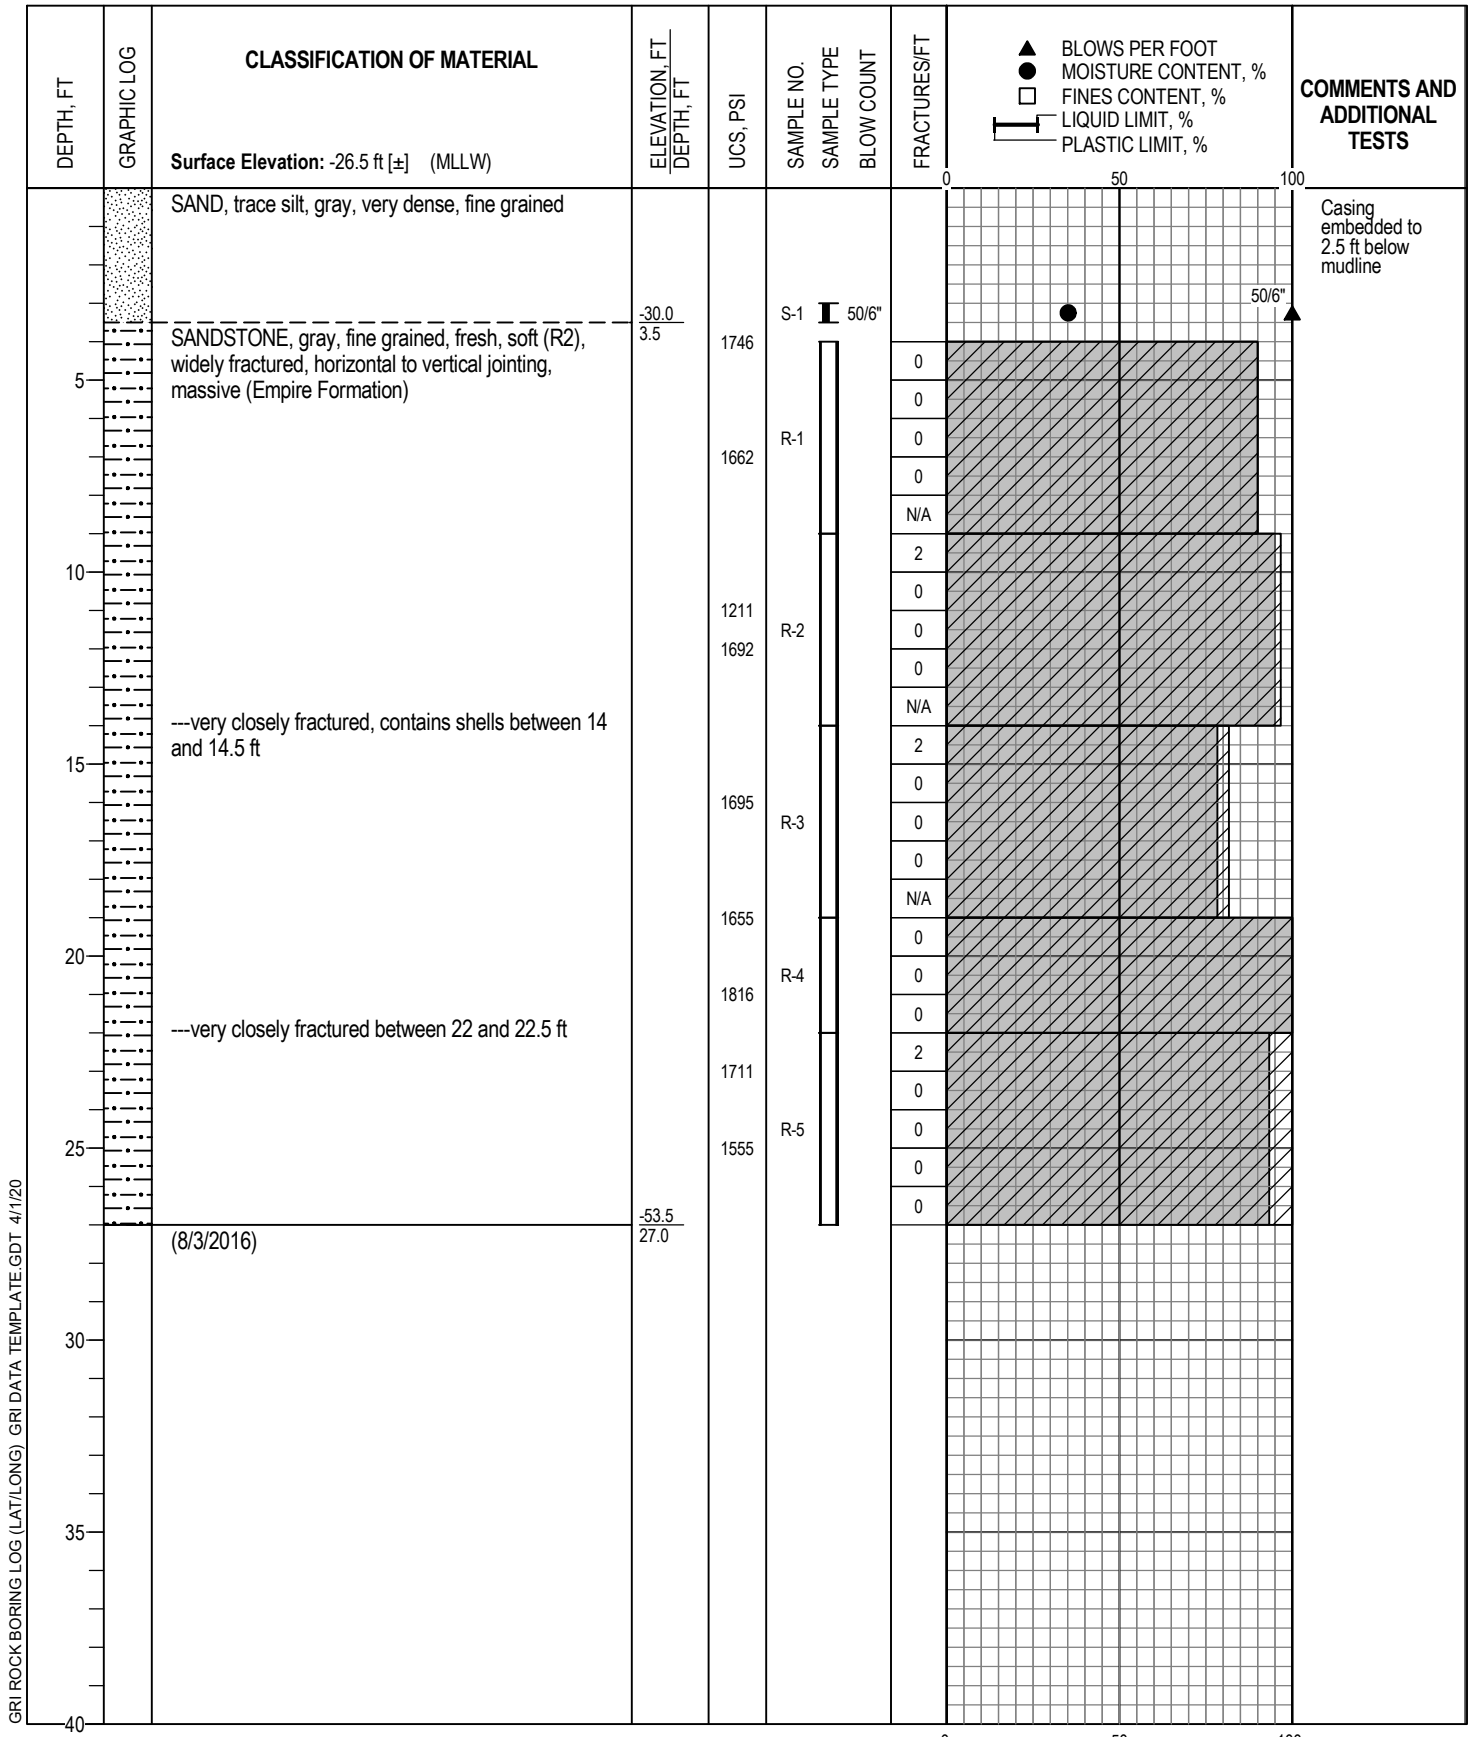 DEPTH, FT
GRAPHIC LOG
CLASSIFICATION OF MATERIAL
Surface Elevation: -26.5 ft [±] (MLLW)
ELEVATION, FT
DEPTH, FT
UCS, PSI
SAMPLE NO.
SAMPLE TYPE
BLOW COUNT
FRACTURES/FT
▲ BLOWS PER FOOT
● MOISTURE CONTENT, %
□ FINES CONTENT, %
LIQUID LIMIT, %
PLASTIC LIMIT, %
0 50 100
COMMENTS AND
ADDITIONAL
TESTS
SAND, trace silt, gray, very dense, fine grained
Casing
embedded to
2.5 ft below
mudline
-30.0
3.5
S-1 50/6"
50/6"
SANDSTONE, gray, fine grained, fresh, soft (R2),
widely fractured, horizontal to vertical jointing,
massive (Empire Formation)
1746
0
5
0
R-1
0
1662
0
N/A
2
10
0
1211
R-2
0
1692
0
N/A
---very closely fractured, contains shells between 14
and 14.5 ft
2
15
0
1695
R-3
0
0
N/A
1655
0
20
R-4
0
1816
0
---very closely fractured between 22 and 22.5 ft
2
1711
0
R-5
0
25
1555
0
0
-53.5
27.0
(8/3/2016)
30
35
40
GRI ROCK BORING LOG (LAT/LONG) GRI DATA TEMPLATE.GDT 4/1/20